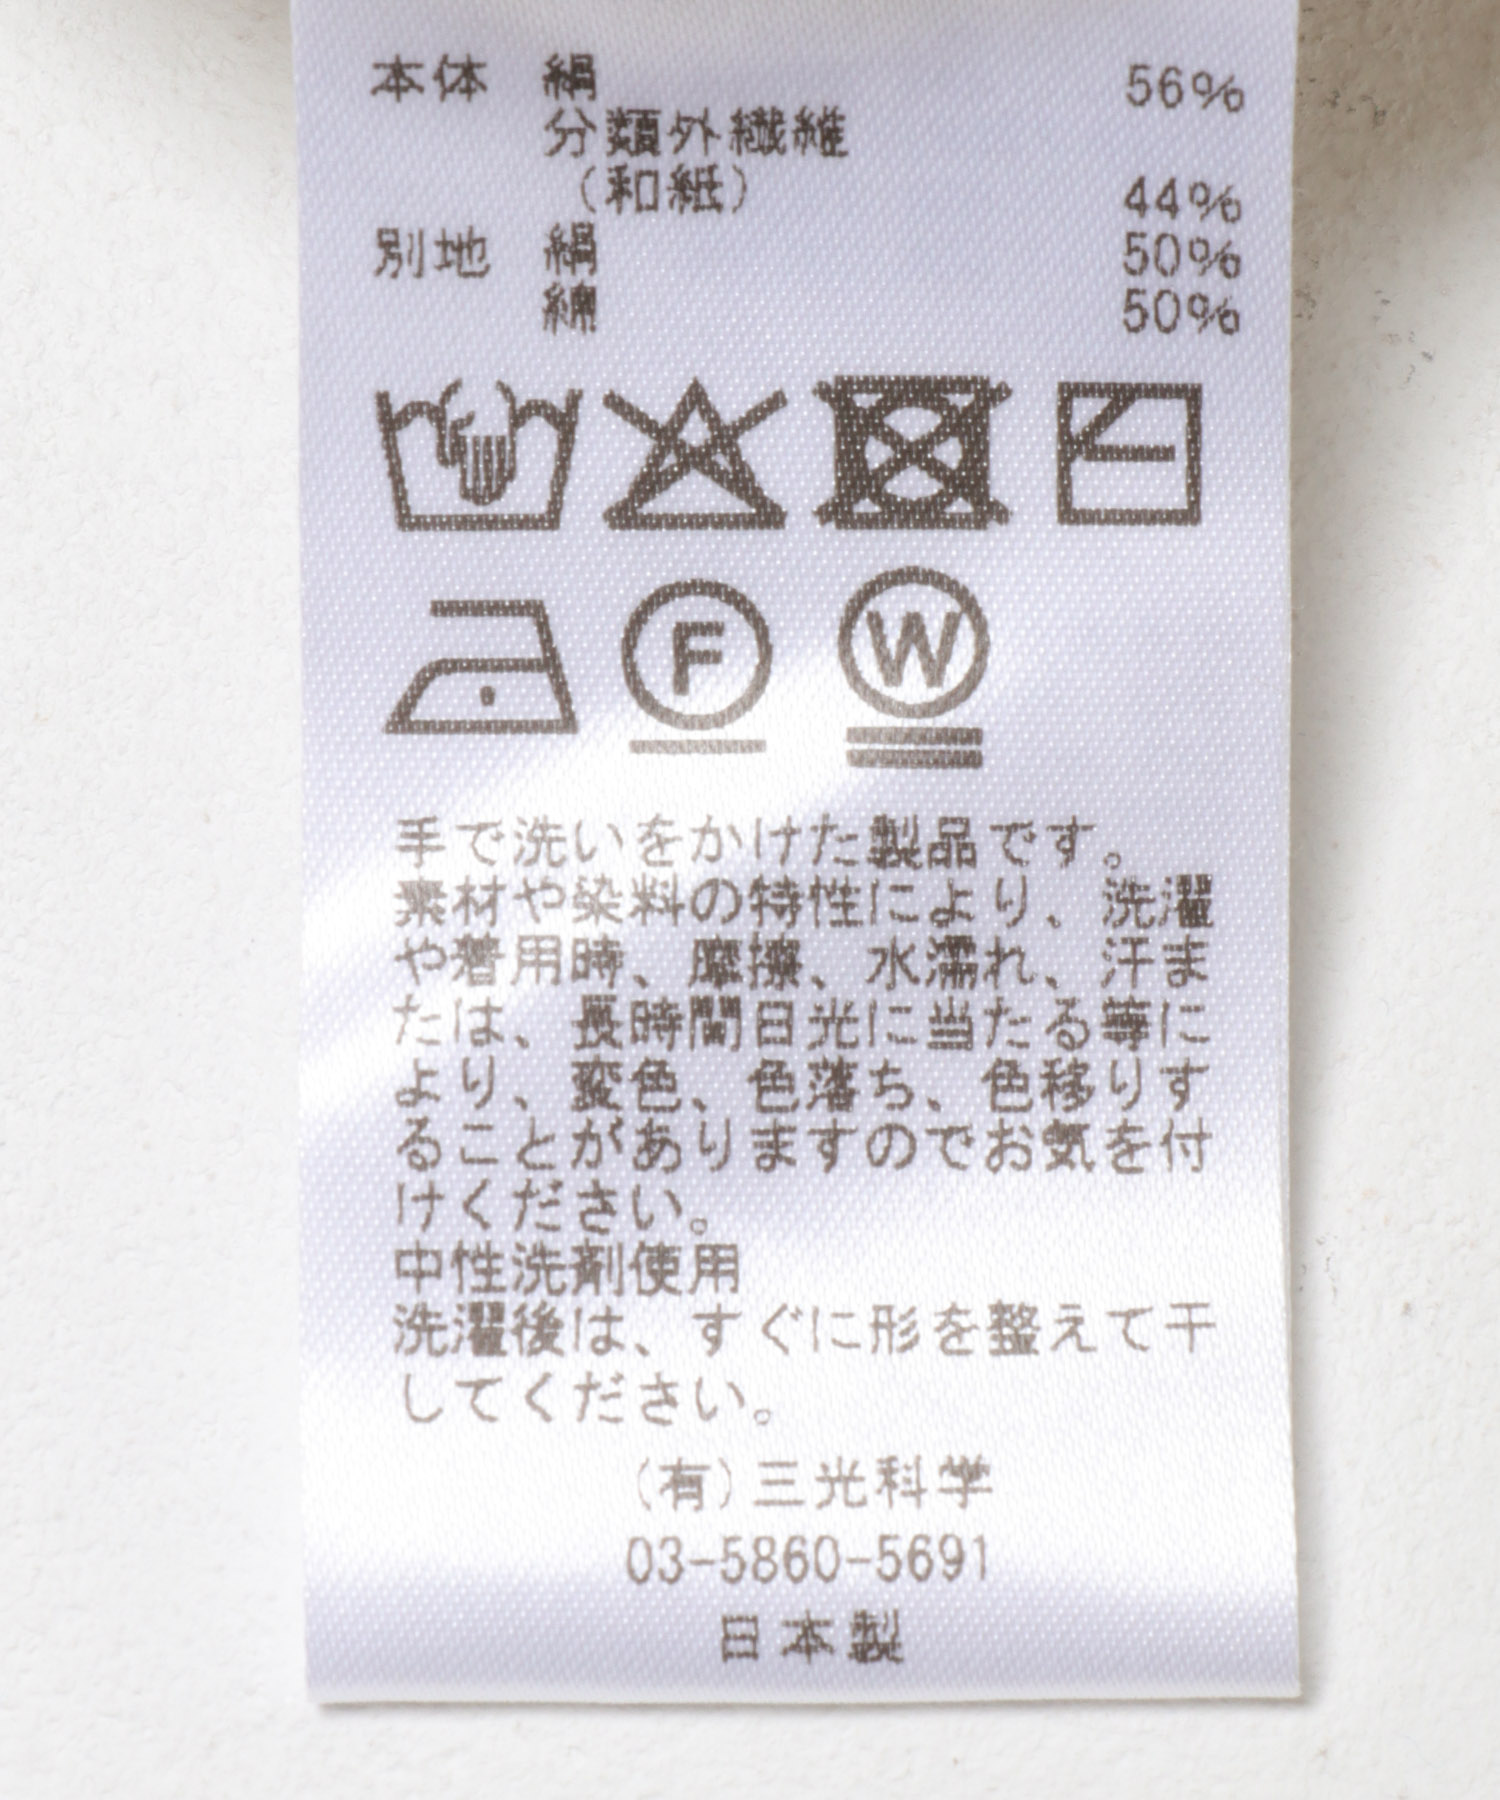 本体 絹 56%
分類外繊維
(和紙) 44%
別地 絹 50%
綿 50%
F W
手で洗いをかけた製品です。
素材や染料の特性により、洗濯
や着用時、摩擦、水濡れ、汗ま
たは、長時間日光に当たる等に
より、変色、色落ち、色移りす
ることがありますのでお気を付
けください。
中性洗剤使用
洗濯後は、すぐに形を整えて干
してください。
(有)三光科学
03-5860-5691
日本製